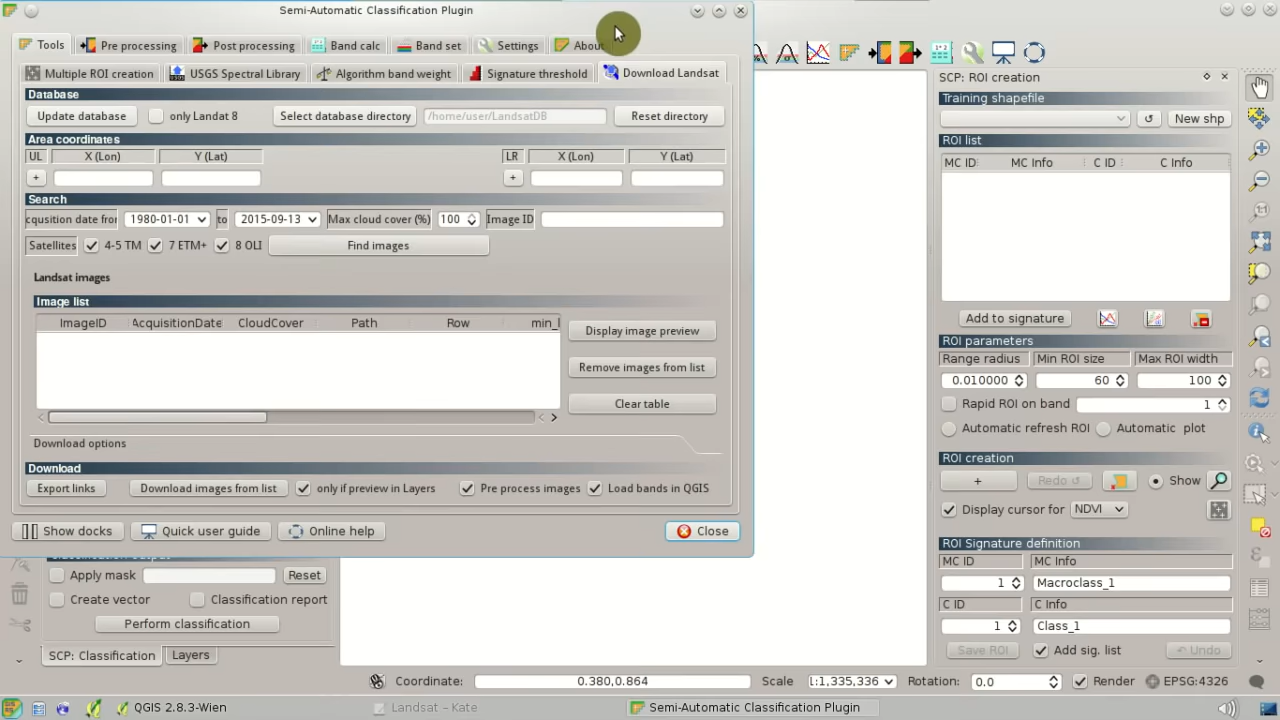 Semi-Automatic Classification Plugin
Tools Pre processing Post processing Band calc Band set Settings About
Multiple ROI creation USGS Spectral Library Algorithm band weight Signature threshold Download Landsat
Database
Update database only Landat 8 Select database directory /home/user/LandsatDB Reset directory
Area coordinates
UL X (Lon) Y (Lat) LR X (Lon) Y (Lat)
+ +
Search
cqusition date fror 1980-01-01 to 2015-09-13 Max cloud cover (%) 100 Image ID
Satellites 4-5 TM 7 ETM+ 8 OLI Find images
Landsat images
Image list
ImageID AcquisitionDate CloudCover Path Row min_l
Display image preview
Remove images from list
Clear table
Download options
Download
Export links Download images from list only if preview in Layers Pre process images Load bands in QGIS
Show docks Quick user guide Online help Close
Apply mask Reset
Create vector Classification report
Perform classification
SCP: Classification Layers
SCP: ROI creation
Training shapefile
New shp
ROI list
MC ID MC Info C ID C Info
Add to signature
ROI parameters
Range radius Min ROI size Max ROI width
0.010000 60 100
Rapid ROI on band 1
Automatic refresh ROI Automatic plot
ROI creation
+ Redo Show
Display cursor for NDVI
ROI Signature definition
MC ID MC Info
1 Macroclass_1
C ID C Info
1 Class_1
Save ROI Add sig. list Undo
Coordinate: 0.380,0.864 Scale 1:1,335,336 Rotation: 0.0 Render EPSG:4326
QGIS 2.8.3-Wien Landsat - Kate Semi-Automatic Classification Plugin